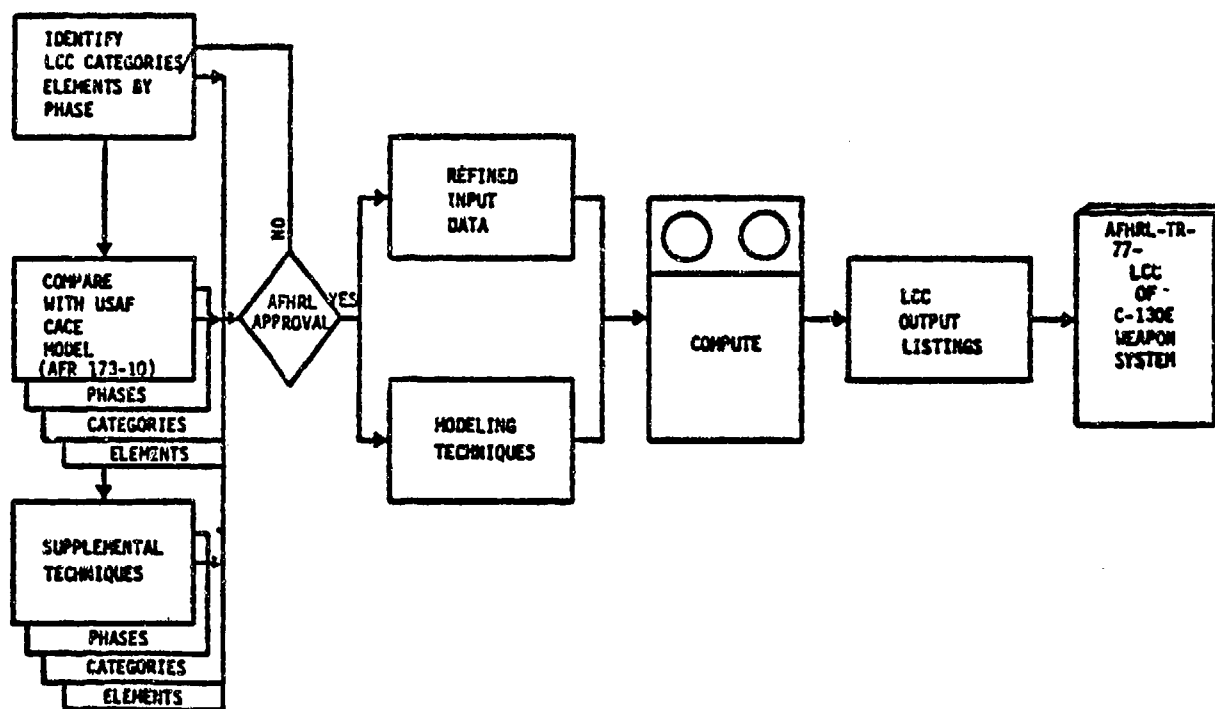 IDENTIFY
LCC CATEGORIES/
ELEMENTS BY
PHASE
COMPARE
WITH USAF
CACE
MODEL
(AFR 173-10)
PHASES
CATEGORIES
ELEMENTS
SUPPLEMENTAL
TECHNIQUES
PHASES
CATEGORIES
ELEMENTS
NO
AFHRL
APPROVAL
YES
REFINED
INPUT
DATA
MODELING
TECHNIQUES
COMPUTE
LCC
OUTPUT
LISTINGS
AFHRL-TR-
77-
LCC
OF
C-130E
WEAPON
SYSTEM